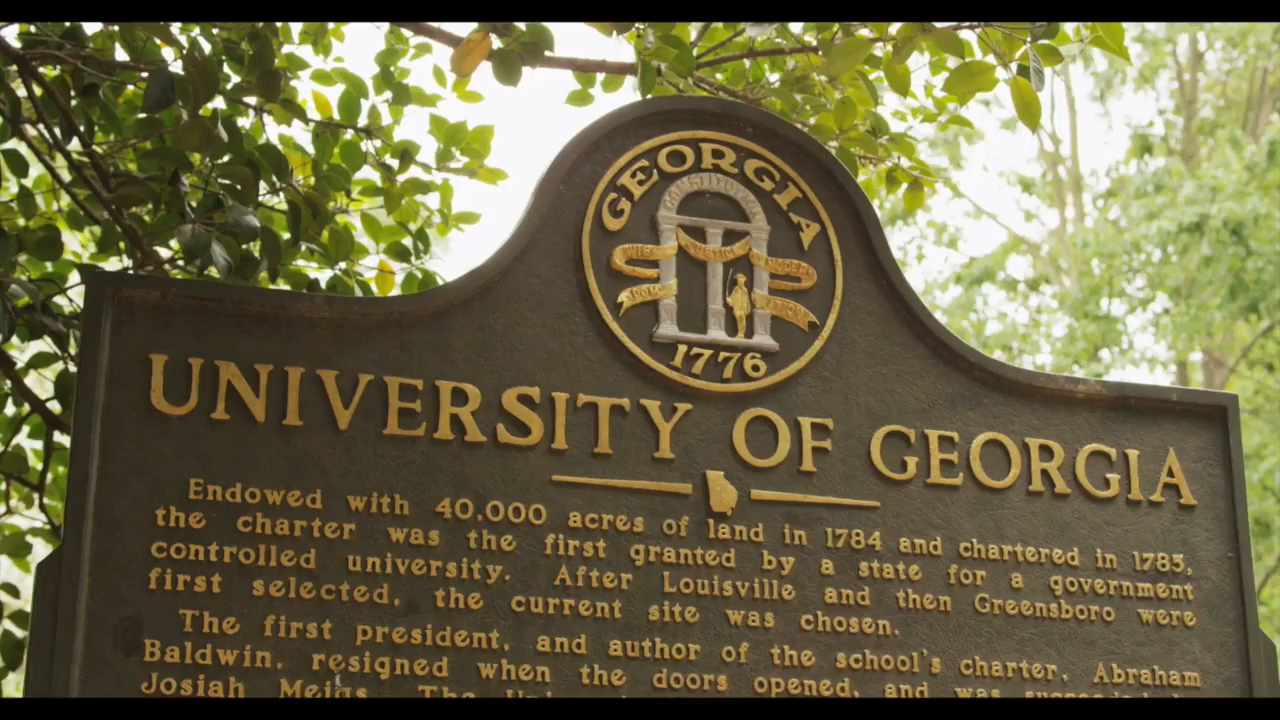 GEORGIA
CONSTITUTION
WISDOM JUSTICE MODERATION
1776
UNIVERSITY OF GEORGIA
Endowed with 40,000 acres of land in 1784 and chartered in 1785,
the charter was the first granted by a state for a government
controlled university. After Louisville and then Greensboro were
first selected, the current site was chosen.
The first president, and author of the school's charter, Abraham
Baldwin, resigned when the doors opened, and was succeeded
Josiah Meigs. The